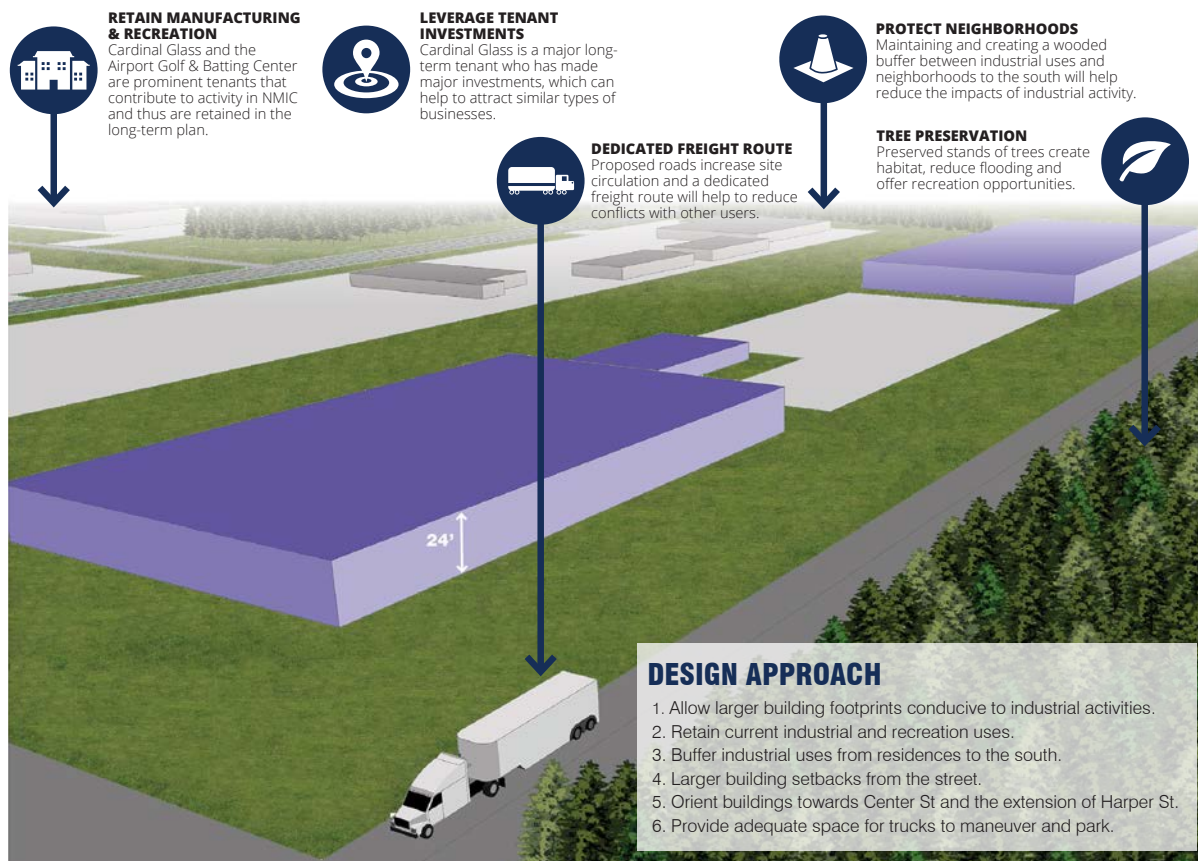 RETAIN MANUFACTURING
& RECREATION
Cardinal Glass and the
Airport Golf & Batting Center
are prominent tenants that
contribute to activity in NMIC
and thus are retained in the
long-term plan.
LEVERAGE TENANT
INVESTMENTS
Cardinal Glass is a major long-
term tenant who has made
major investments, which can
help to attract similar types of
businesses.
PROTECT NEIGHBORHOODS
Maintaining and creating a wooded
buffer between industrial uses and
neighborhoods to the south will help
reduce the impacts of industrial activity.
DEDICATED FREIGHT ROUTE
Proposed roads increase site
circulation and a dedicated
freight route will help to reduce
conflicts with other users.
TREE PRESERVATION
Preserved stands of trees create
habitat, reduce flooding and
offer recreation opportunities.
24'
DESIGN APPROACH
1. Allow larger building footprints conducive to industrial activities.
2. Retain current industrial and recreation uses.
3. Buffer industrial uses from residences to the south.
4. Larger building setbacks from the street.
5. Orient buildings towards Center St and the extension of Harper St.
6. Provide adequate space for trucks to maneuver and park.